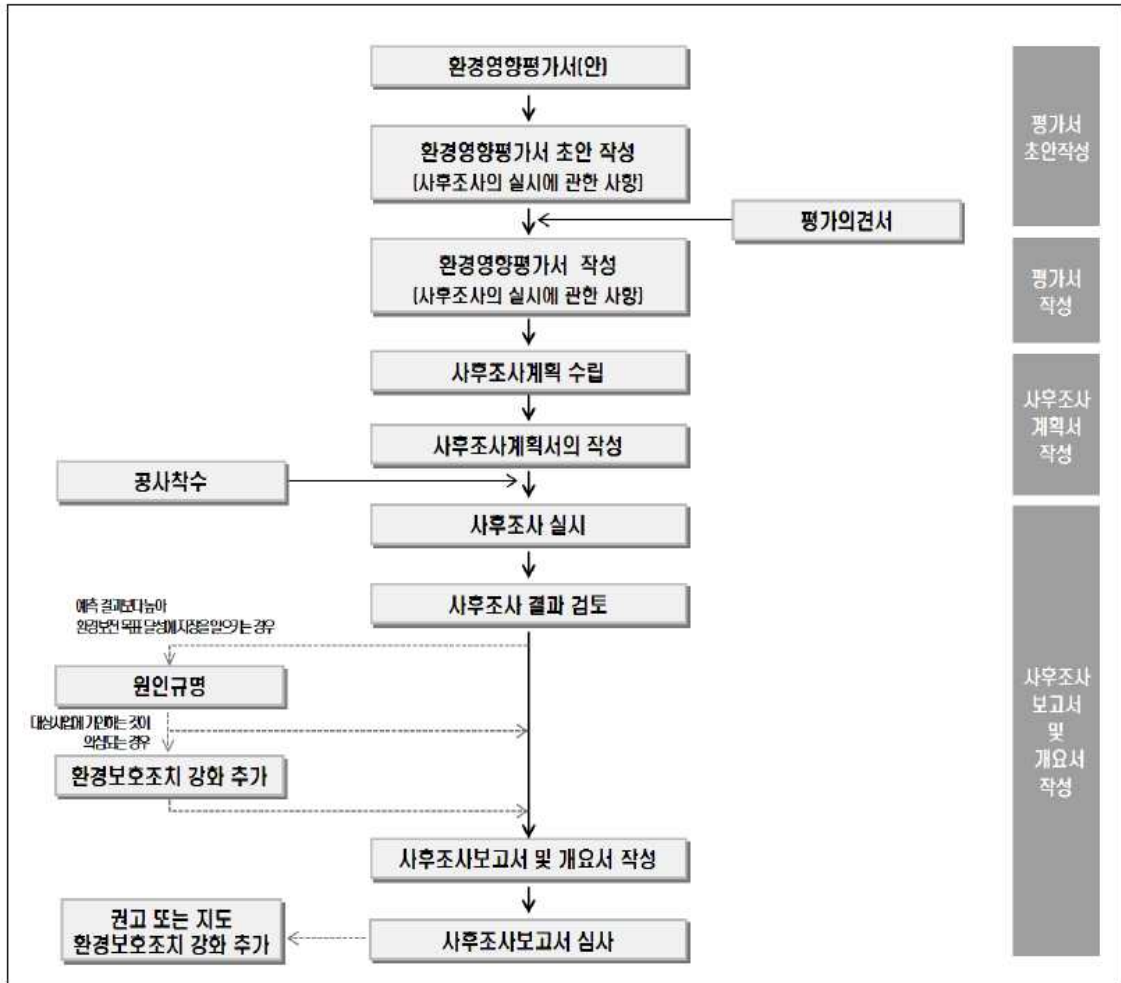 환경영향평가서(안)
평가서
초안작성
환경영향평가서 초안 작성
(사후조사의 실시에 관한 사항)
평가의견서
환경영향평가서 작성
(사후조사의 실시에 관한 사항)
평가서
작성
사후조사계획 수립
사후조사
계획서
작성
사후조사계획서의 작성
공사착수
사후조사 실시
사후조사 결과 검토
예측 결과보다 높아
환경보전 목표 달성에 지장을 일으키는 경우
원인규명
대상사업에 기인하는 것이
의심되는 경우
환경보호조치 강화 추가
사후조사
보고서
및
개요서
작성
사후조사보고서 및 개요서 작성
권고 또는 지도
환경보호조치 강화 추가
사후조사보고서 심사